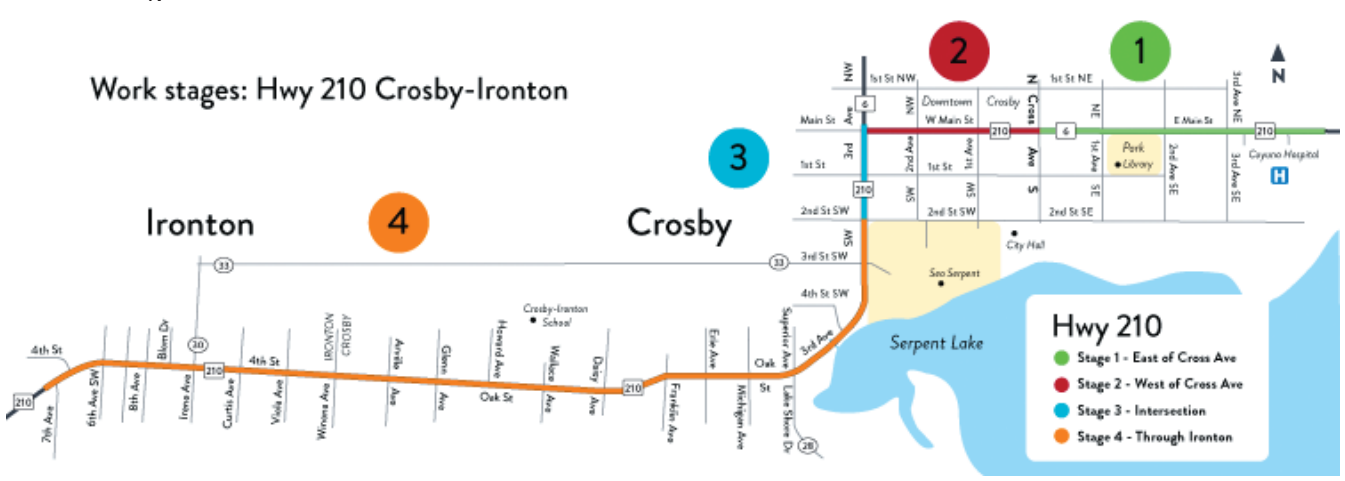 Work stages: Hwy 210 Crosby-Ironton
2
1
3
4
Ironton
Crosby
N
NW
1st St NW
Downtown
Crosby
N Cross Ave S
1st St NE
3rd Ave NE
6
Ave
NW
NE
Main St
W Main St
210
6
E Main St
210
3rd
2nd Ave
1st Ave
1st Ave
Park
Library
2nd Ave SE
3rd Ave SE
Cuyuna Hospital
H
1st St
1st St
210
SW
SW
SE
2nd St SW
2nd St SW
2nd St SE
SW
City Hall
33
33
3rd St SW
Sea Serpent
4th St SW
3rd Ave
Serpent Lake
Crosby-Ironton
School
4th St
Blom Dr
30
4th St
IRONTON
CROSBY
Arville
Ave
Glenn
Ave
Howard Ave
Wallace
Ave
Daisy
Ave
Erie Ave
Oak
St
Superior Ave
210
210
210
Oak St
7th Ave
6th Ave SW
8th Ave
Irene Ave
Curtis Ave
Viola Ave
Winona Ave
Franklin Ave
Michigan Ave
Lake Shore Dr
28
Hwy 210
Stage 1 - East of Cross Ave
Stage 2 - West of Cross Ave
Stage 3 - Intersection
Stage 4 - Through Ironton